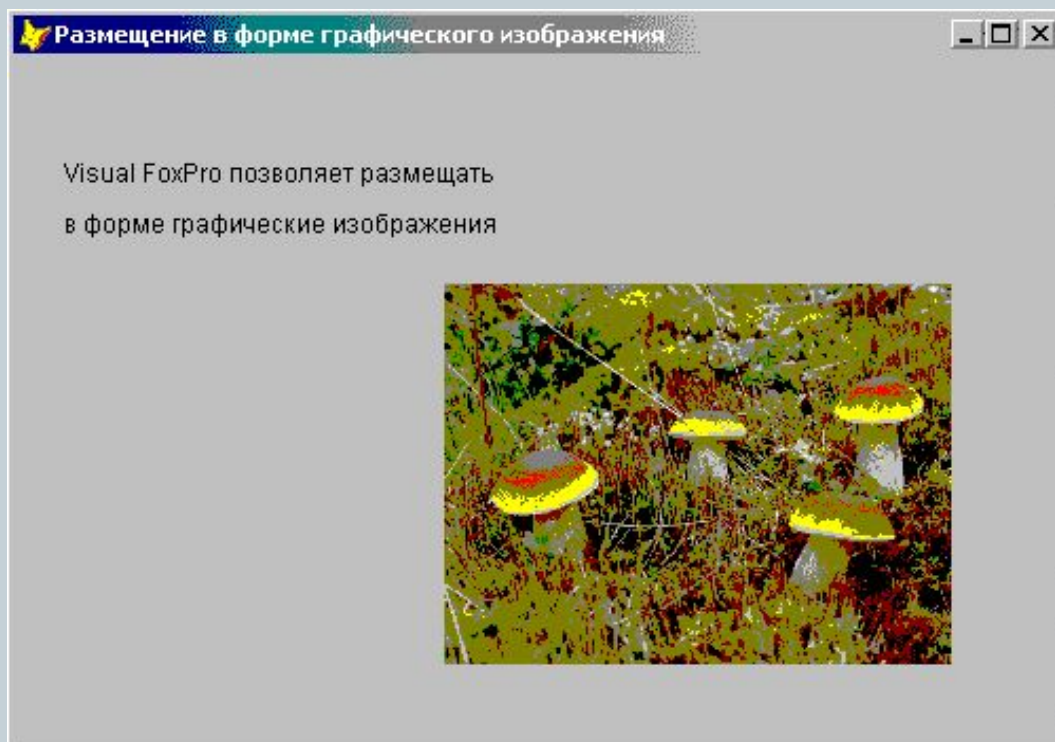 Размещение в форме графического изображения
Visual FoxPro позволяет размещать
в форме графические изображения